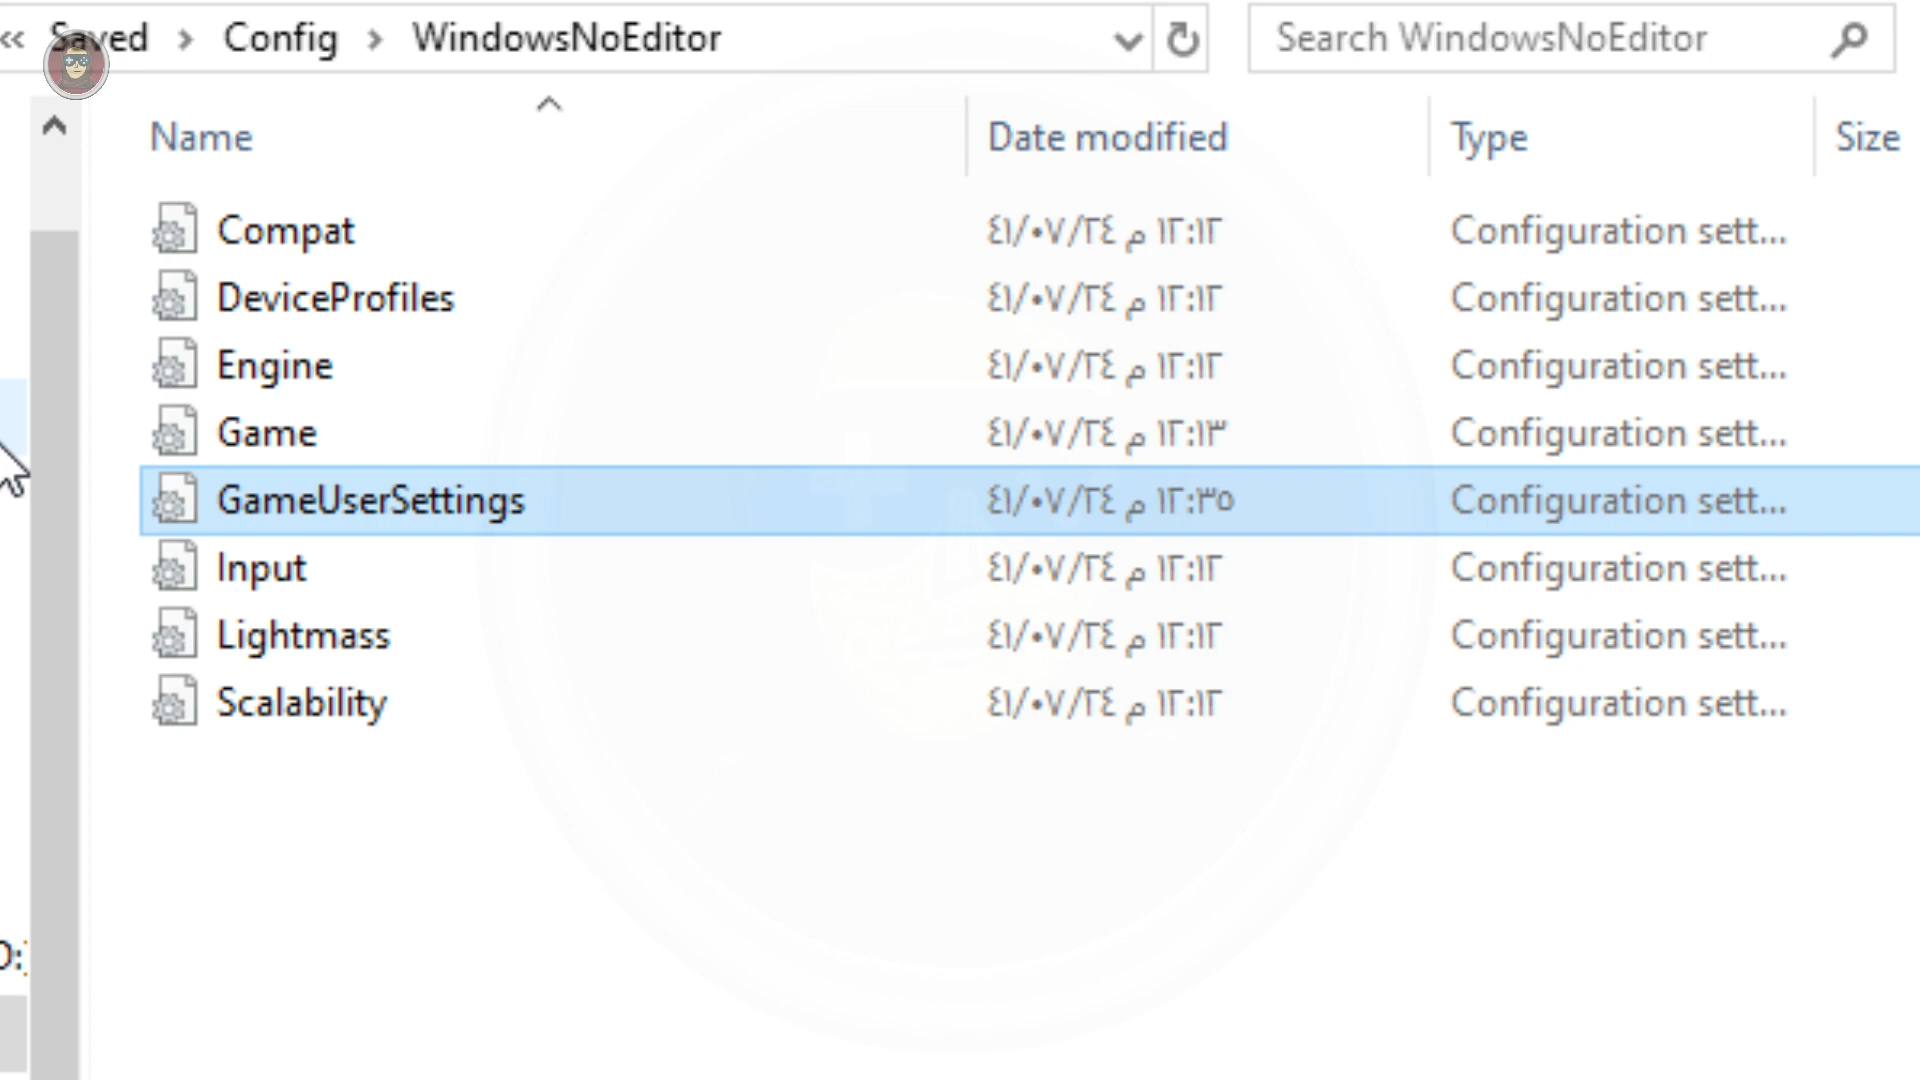 « Saved > Config > WindowsNoEditor Search WindowsNoEditor
Name Date modified Type Size
Compat ٤١/٠٧/٢٤ م ١٢:١٢ Configuration sett...
DeviceProfiles ٤١/٠٧/٢٤ م ١٢:١٢ Configuration sett...
Engine ٤١/٠٧/٢٤ م ١٢:١٢ Configuration sett...
Game ٤١/٠٧/٢٤ م ١٢:١٣ Configuration sett...
GameUserSettings ٤١/٠٧/٢٤ م ١٢:٣٥ Configuration sett...
Input ٤١/٠٧/٢٤ م ١٢:١٢ Configuration sett...
Lightmass ٤١/٠٧/٢٤ م ١٢:١٢ Configuration sett...
Scalability ٤١/٠٧/٢٤ م ١٢:١٢ Configuration sett...